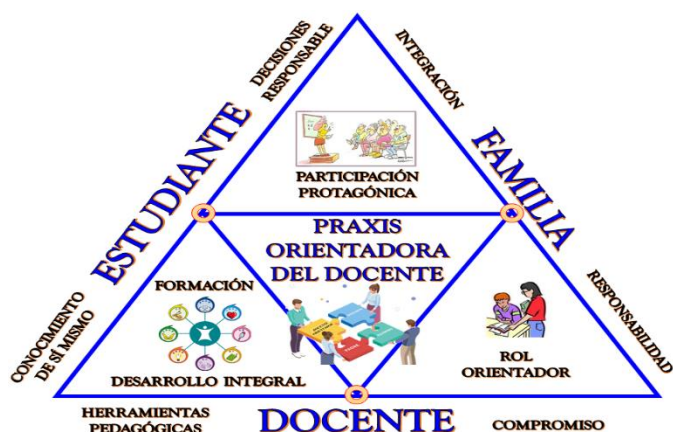 DECISIONES
RESPONSABLE
INTEGRACIÓN
ESTUDIANTE
FAMILIA
PARTICIPACIÓN
PROTAGÓNICA
PRAXIS
ORIENTADORA
DEL DOCENTE
FORMACIÓN
DESARROLLO INTEGRAL
ROL
ORIENTADOR
CONOCIMIENTO
DE SÍ MISMO
RESPONSABILIDAD
HERRAMIENTAS
PEDAGÓGICAS
DOCENTE
COMPROMISO